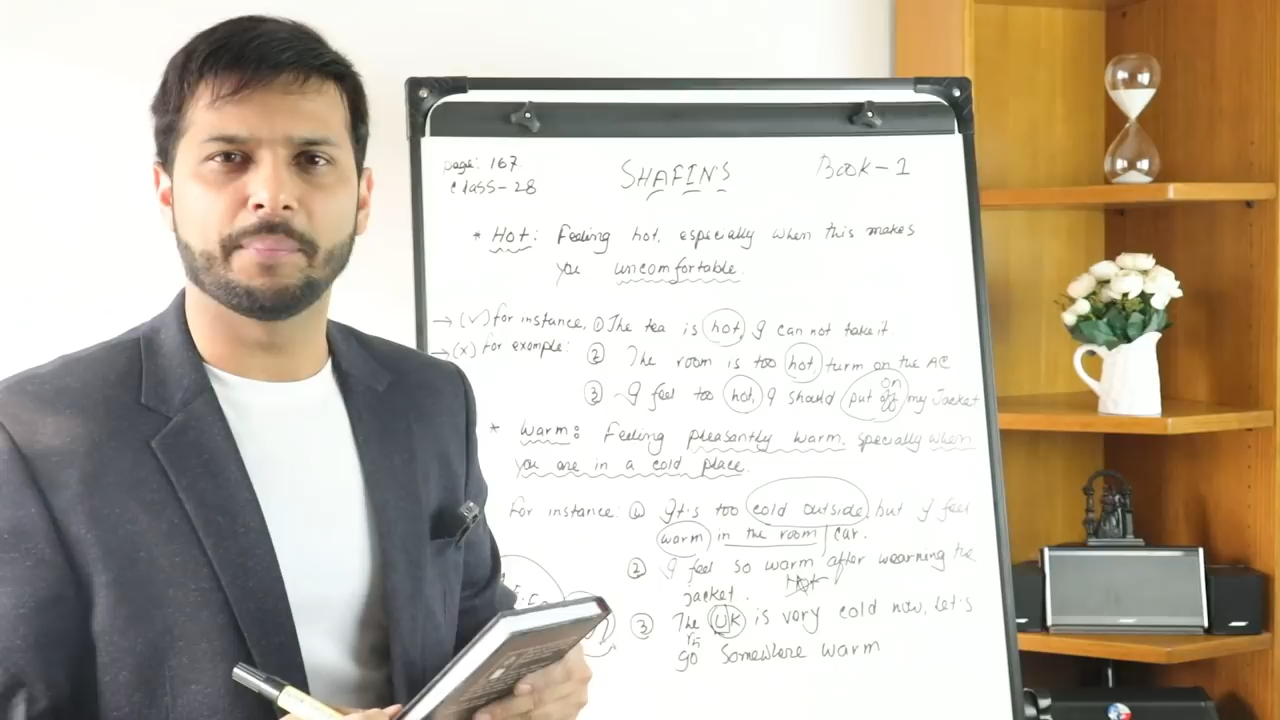 page: 167
class-28
SHAFIN'S
Book-1
* Hot: Feeling hot, especially when this makes
you uncomfortable.
→ (✓) for instance, ① The tea is hot, I can not take it
→ (x) for example: ② The room is too hot, turm on the AC
③ I feel too hot, I should put off my Jacket
on
* Warm: Feeling pleasantly warm, specially when
you are in a cold place.
for instance: ① It's too cold outside, but I feel
warm in the room/car.
② I feel so warm after wearning the
jacket. hot
③ The UK is very cold now, Let's
go somewhere warm